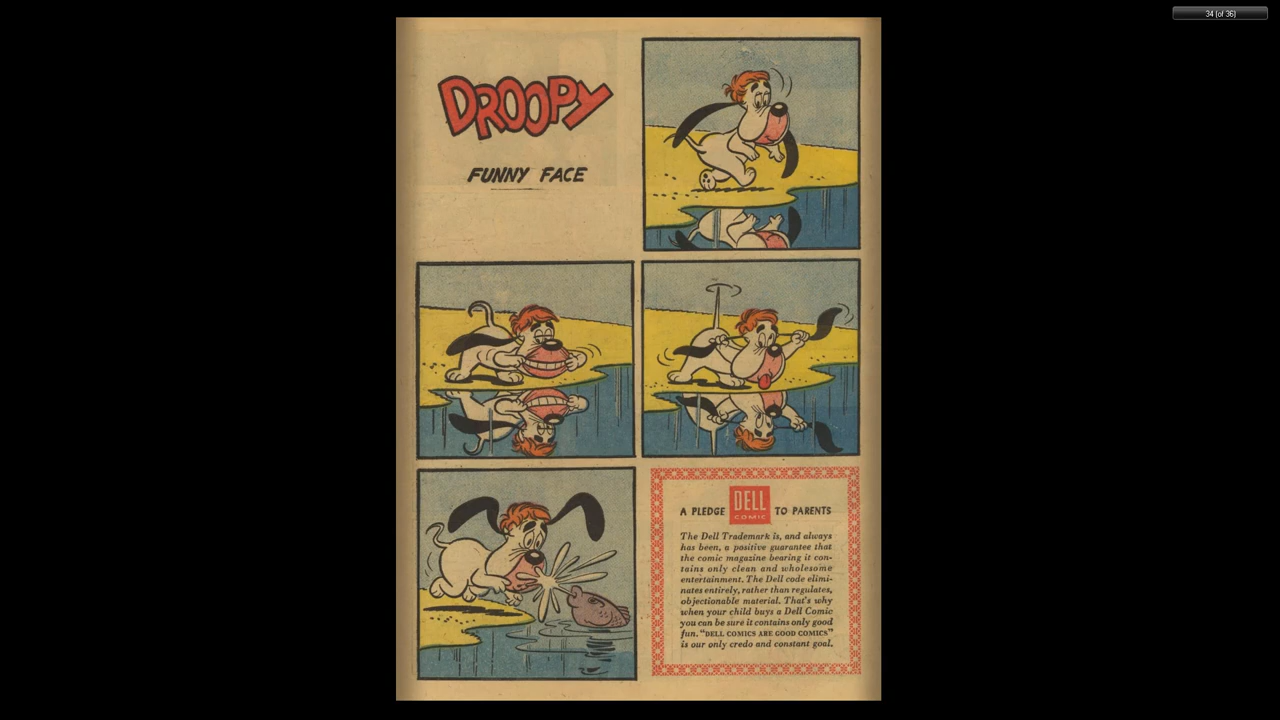 34 [of 36]
DROOPY
FUNNY FACE
A PLEDGE DELL COMIC TO PARENTS
The Dell Trademark is, and always
has been, a positive guarantee that
the comic magazine bearing it con-
tains only clean and wholesome
entertainment. The Dell code elimi-
nates entirely, rather than regulates,
objectionable material. That's why
when your child buys a Dell Comic
you can be sure it contains only good
fun. "DELL COMICS ARE GOOD COMICS"
is our only credo and constant goal.